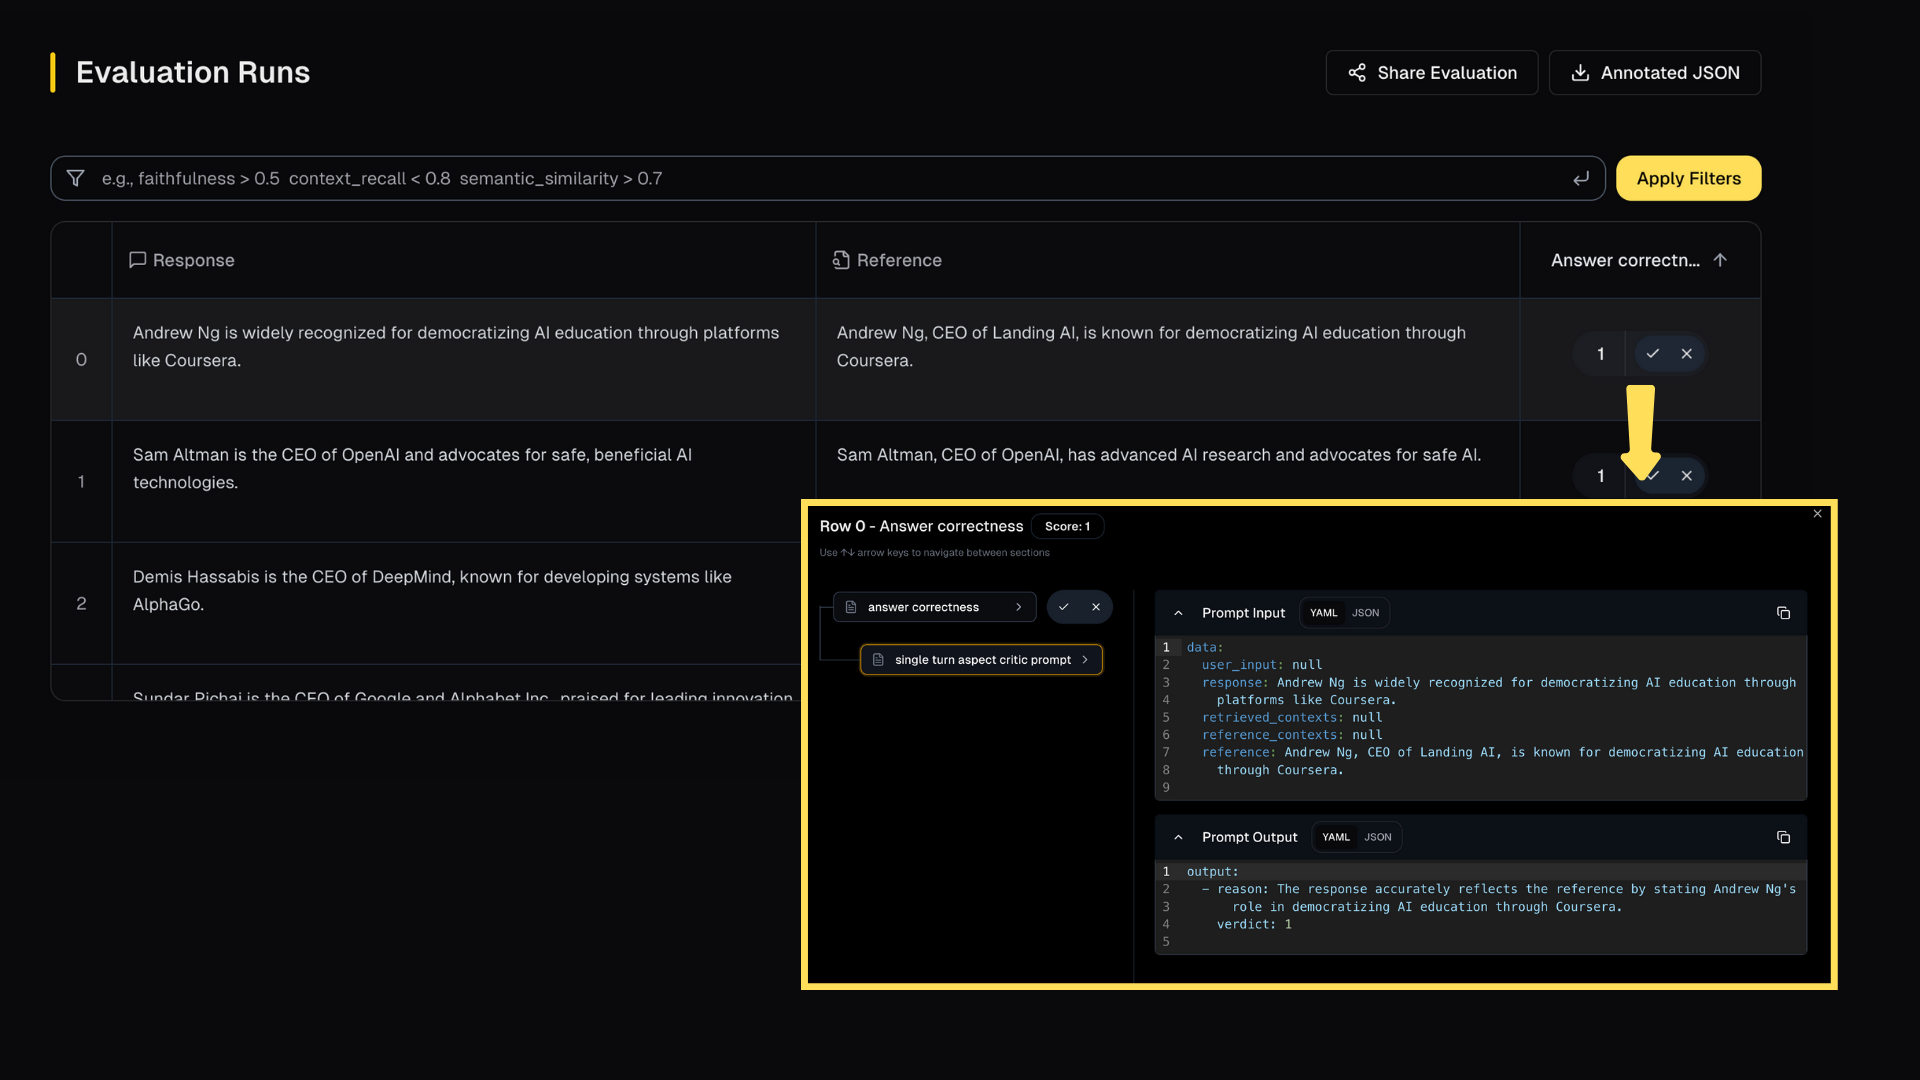 Evaluation Runs
Share Evaluation
Annotated JSON
e.g., faithfulness > 0.5 context_recall < 0.8 semantic_similarity > 0.7
Apply Filters
Response
Reference
Answer correctn...
0
Andrew Ng is widely recognized for democratizing AI education through platforms
like Coursera.
Andrew Ng, CEO of Landing AI, is known for democratizing AI education through
Coursera.
1
1
Sam Altman is the CEO of OpenAI and advocates for safe, beneficial AI
technologies.
Sam Altman, CEO of OpenAI, has advanced AI research and advocates for safe AI.
1
2
Demis Hassabis is the CEO of DeepMind, known for developing systems like
AlphaGo.
Sundar Pichai is the CEO of Google and Alphabet Inc., praised for leading innovation
Row 0 - Answer correctness
Score: 1
Use ↑↓ arrow keys to navigate between sections
answer correctness
single turn aspect critic prompt
Prompt Input
YAML
JSON
1 data:
2 user_input: null
3 response: Andrew Ng is widely recognized for democratizing AI education through
4 platforms like Coursera.
5 retrieved_contexts: null
6 reference_contexts: null
7 reference: Andrew Ng, CEO of Landing AI, is known for democratizing AI education
8 through Coursera.
9
Prompt Output
YAML
JSON
1 output:
2 - reason: The response accurately reflects the reference by stating Andrew Ng's
3 role in democratizing AI education through Coursera.
4 verdict: 1
5